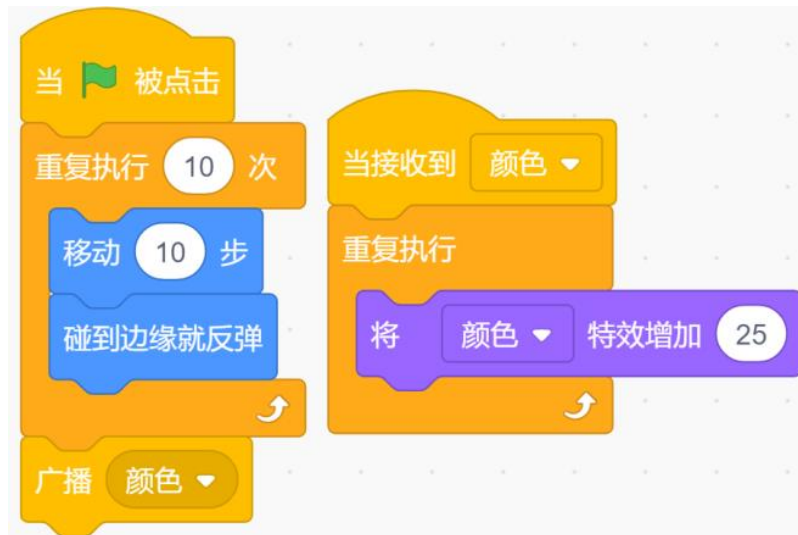 当 被点击
重复执行 10 次
移动 10 步
碰到边缘就反弹
广播 颜色
当接收到 颜色
重复执行
将 颜色 特效增加 25